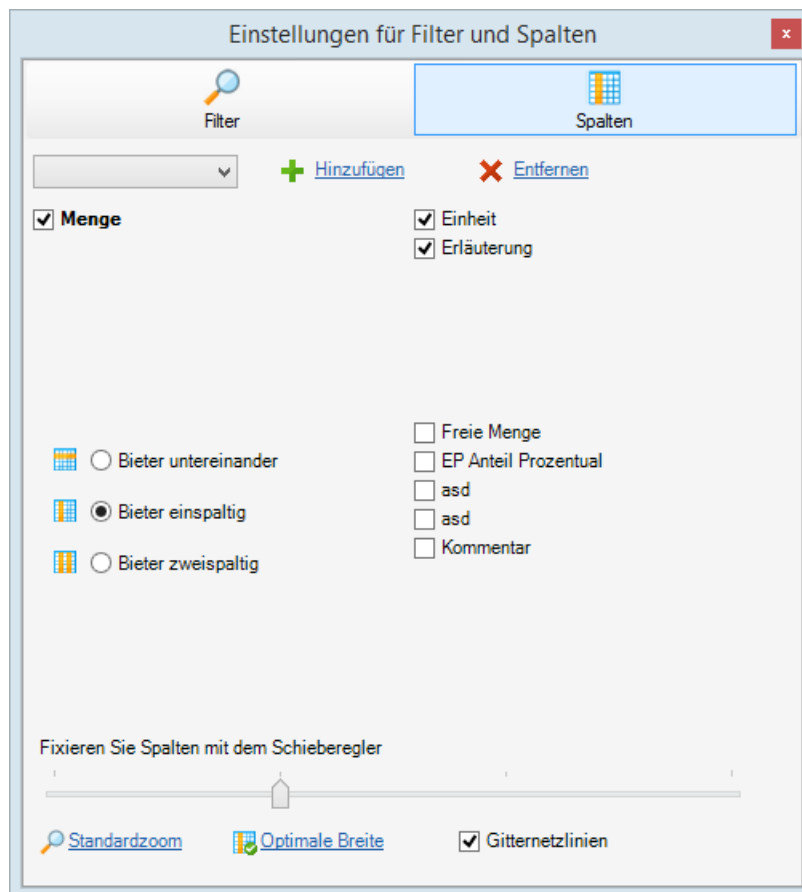 Einstellungen für Filter und Spalten
x
Filter
Spalten
Hinzufügen
Entfernen
Menge
Einheit
Erläuterung
Freie Menge
Bieter untereinander
EP Anteil Prozentual
asd
Bieter einspaltig
asd
Kommentar
Bieter zweispaltig
Fixieren Sie Spalten mit dem Schieberegler
Standardzoom
Optimale Breite
Gitternetzlinien